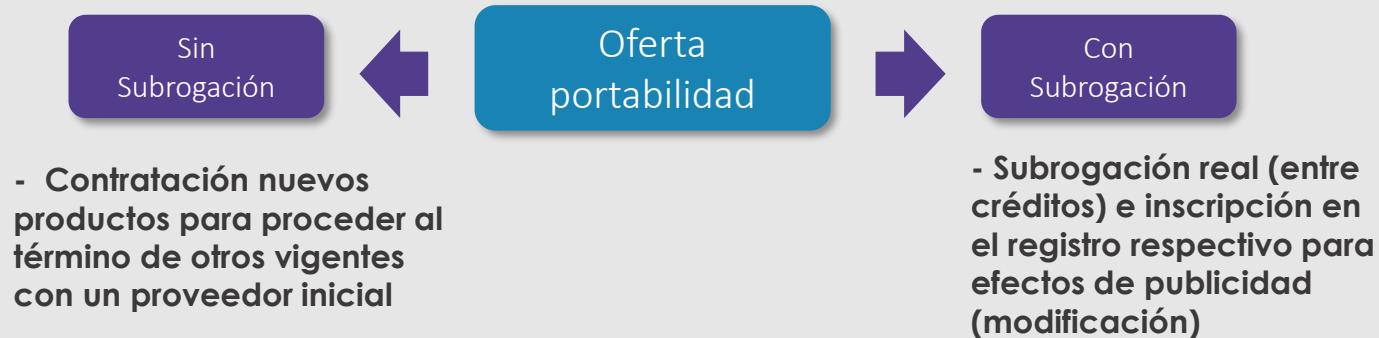 Sin
Subrogación
Oferta
portabilidad
Con
Subrogación
- Contratación nuevos
productos para proceder al
término de otros vigentes
con un proveedor inicial
- Subrogación real (entre
créditos) e inscripción en
el registro respectivo para
efectos de publicidad
(modificación)